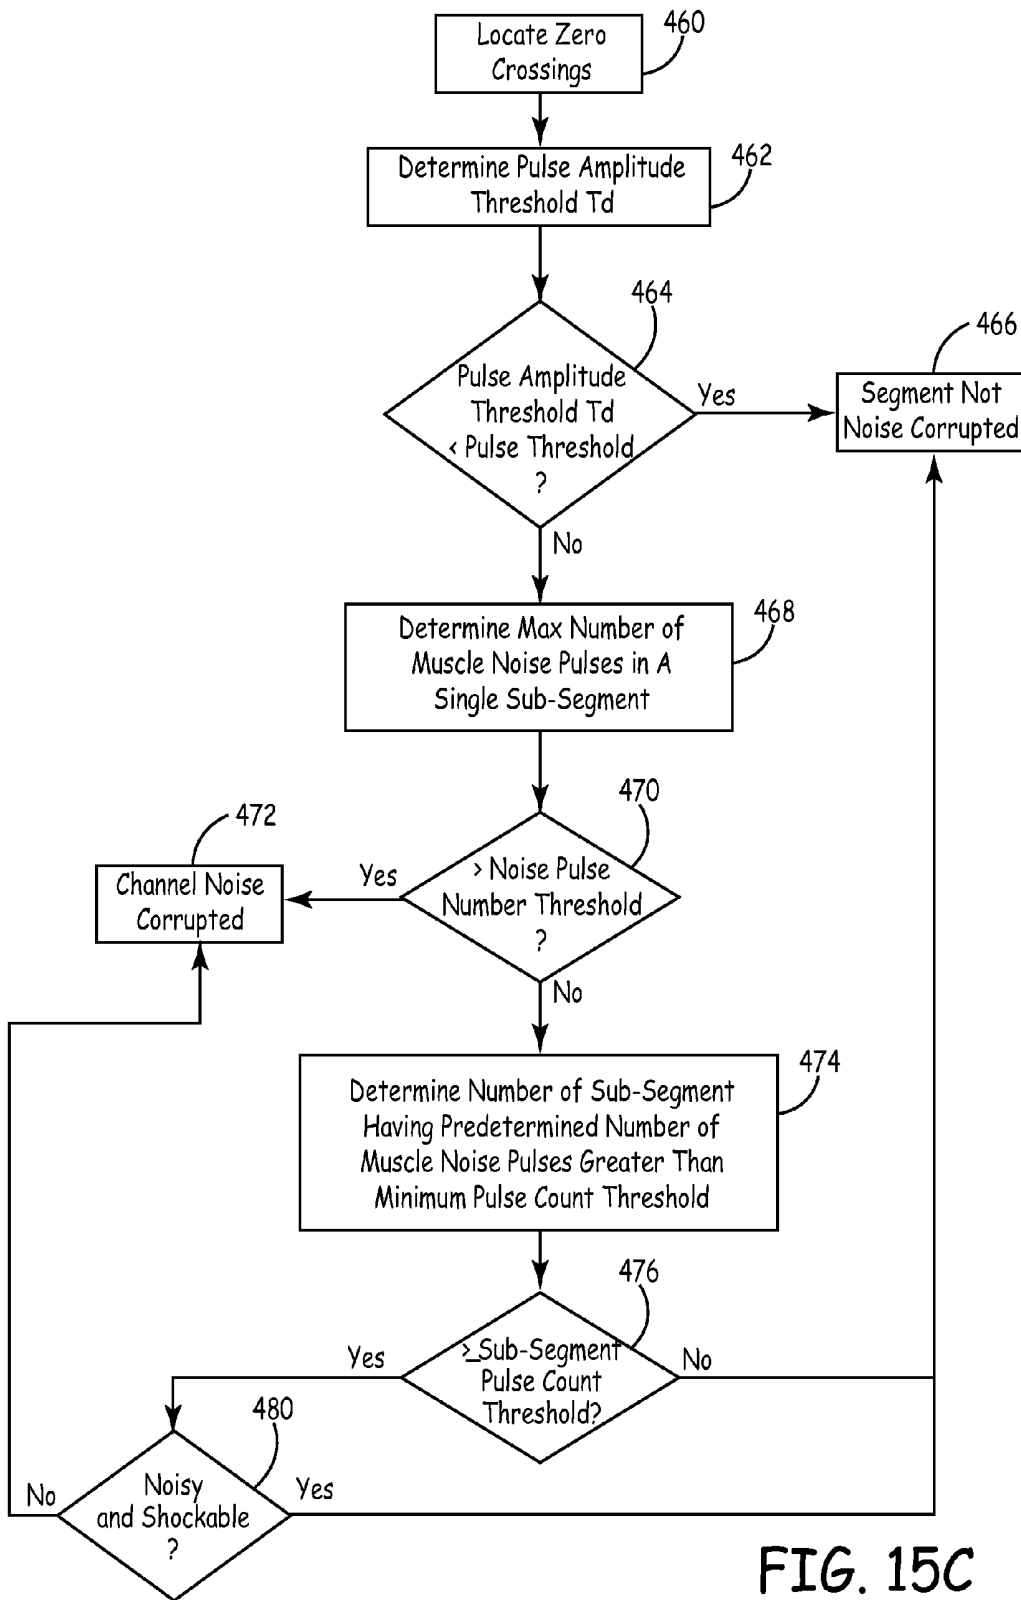 Locate Zero
Crossings
460
Determine Pulse Amplitude
Threshold Td
462
464
Pulse Amplitude
Threshold Td
< Pulse Threshold
?
Yes
466
Segment Not
Noise Corrupted
No
Determine Max Number of
Muscle Noise Pulses in A
Single Sub-Segment
468
470
> Noise Pulse
Number Threshold
?
Yes
472
Channel Noise
Corrupted
No
Determine Number of Sub-Segment
Having Predetermined Number of
Muscle Noise Pulses Greater Than
Minimum Pulse Count Threshold
474
476
≥ Sub-Segment
Pulse Count
Threshold?
Yes
No
480
Noisy
and Shockable
?
No
Yes
FIG. 15C